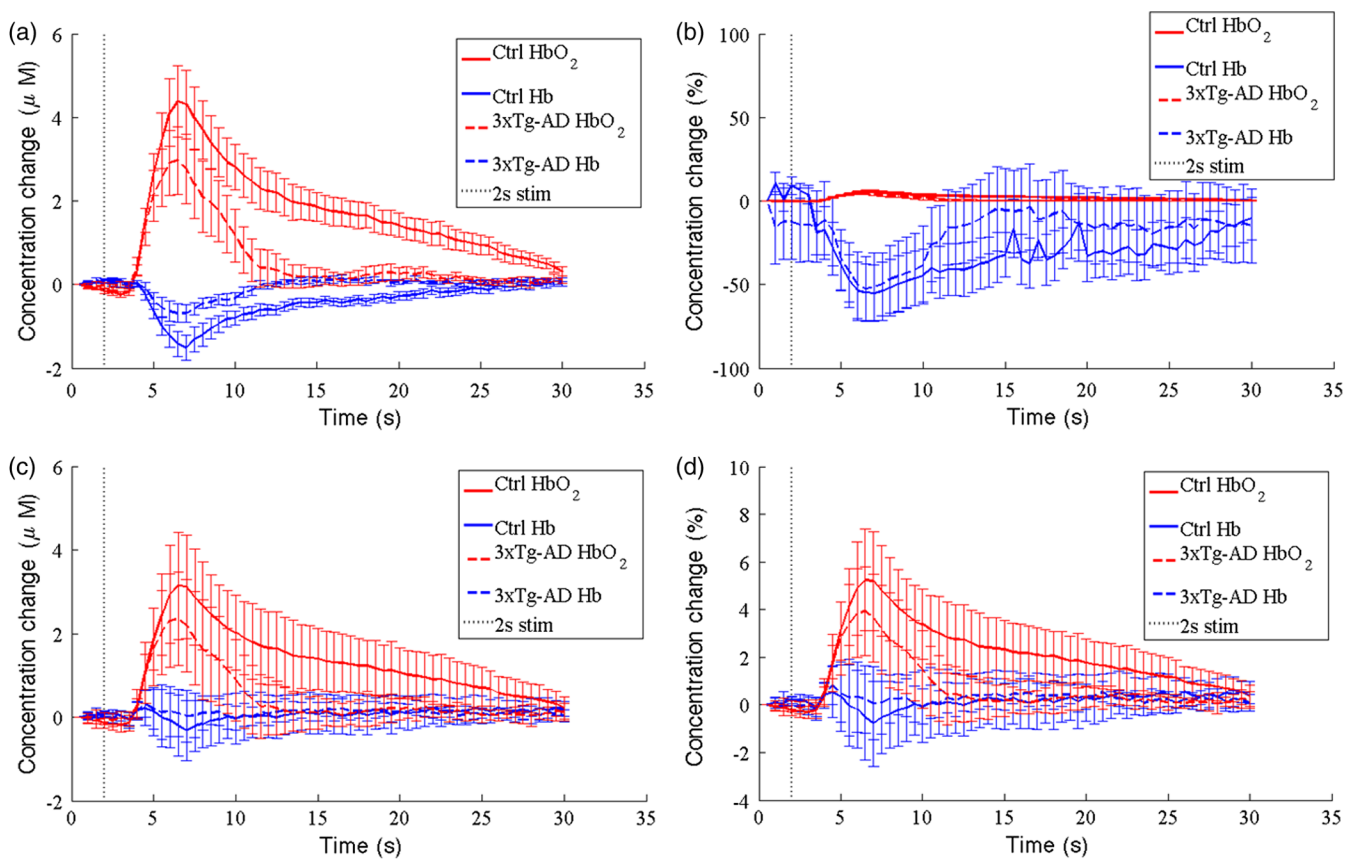 (a)
6
4
2
0
-2
Concentration change (μ M)
0 5 10 15 20 25 30 35
Time (s)
Ctrl HbO2
Ctrl Hb
3xTg-AD HbO2
3xTg-AD Hb
2s stim
(b)
100
50
0
-50
-100
Concentration change (%)
0 5 10 15 20 25 30 35
Time (s)
Ctrl HbO2
Ctrl Hb
3xTg-AD HbO2
3xTg-AD Hb
2s stim
(c)
6
4
2
0
-2
Concentration change (μ M)
0 5 10 15 20 25 30 35
Time (s)
Ctrl HbO2
Ctrl Hb
3xTg-AD HbO2
3xTg-AD Hb
2s stim
(d)
10
8
6
4
2
0
-2
-4
Concentration change (%)
0 5 10 15 20 25 30 35
Time (s)
Ctrl HbO2
Ctrl Hb
3xTg-AD HbO2
3xTg-AD Hb
2s stim